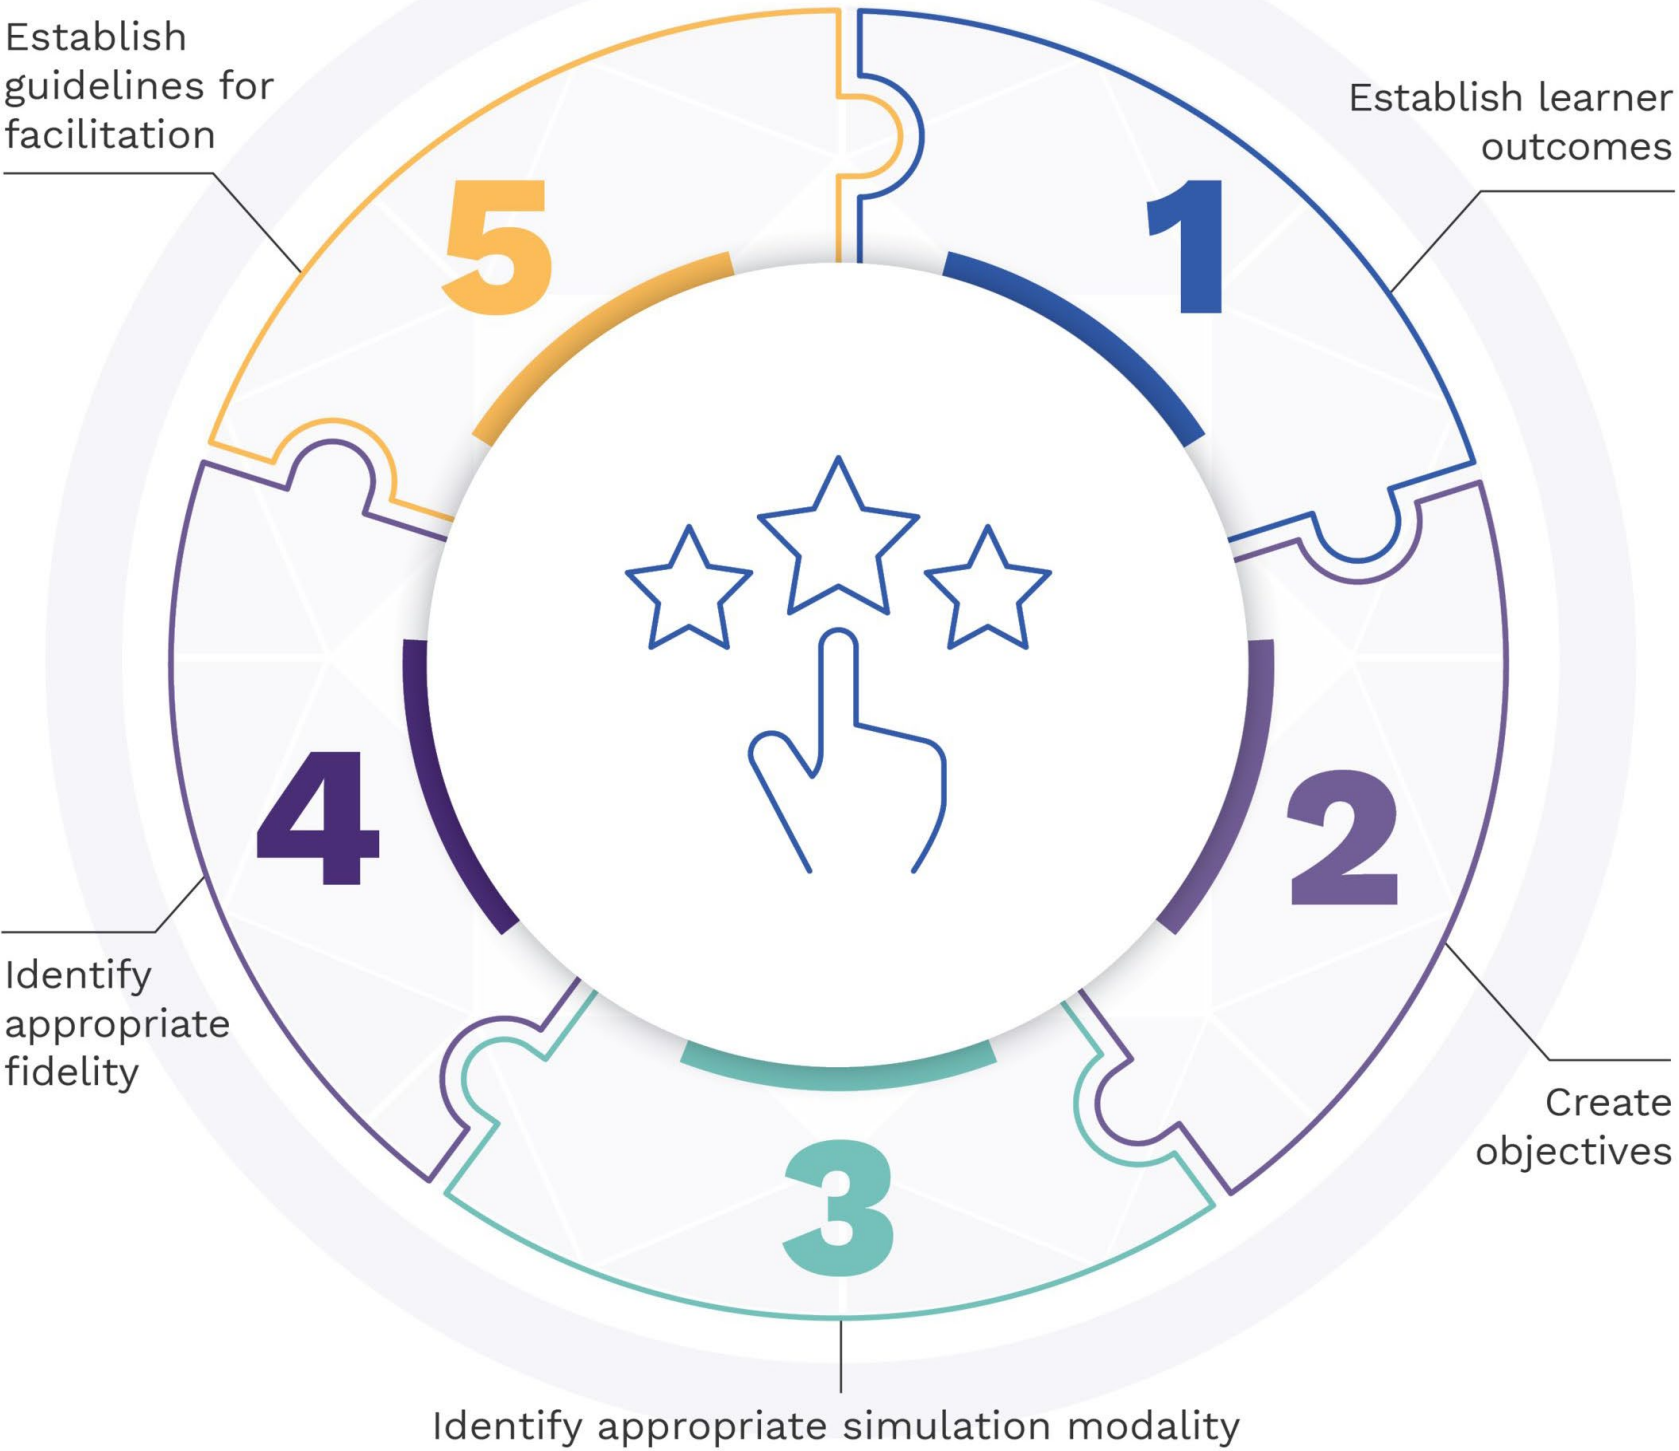 Establish
guidelines for
facilitation
Establish learner
outcomes
5
1
4
2
Identify
appropriate
fidelity
Create
objectives
3
Identify appropriate simulation modality